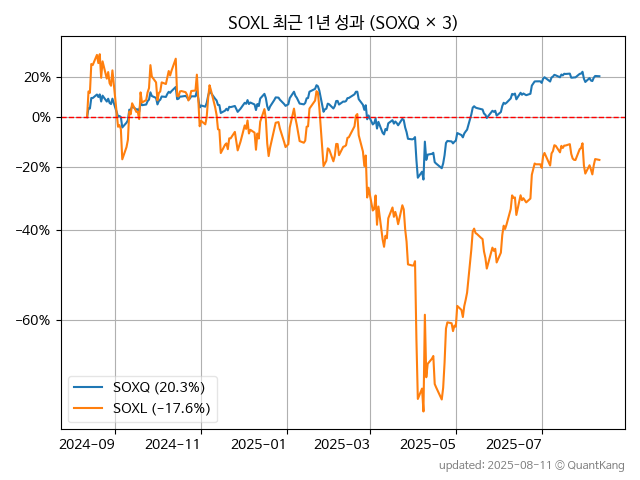 SOXL 최근 1년 성과 (SOXQ × 3)
20%
0%
−20%
−40%
−60%
SOXQ (20.3%)
SOXL (−17.6%)
2024-09
2024-11
2025-01
2025-03
2025-05
2025-07
updated: 2025-08-11 © QuantKang